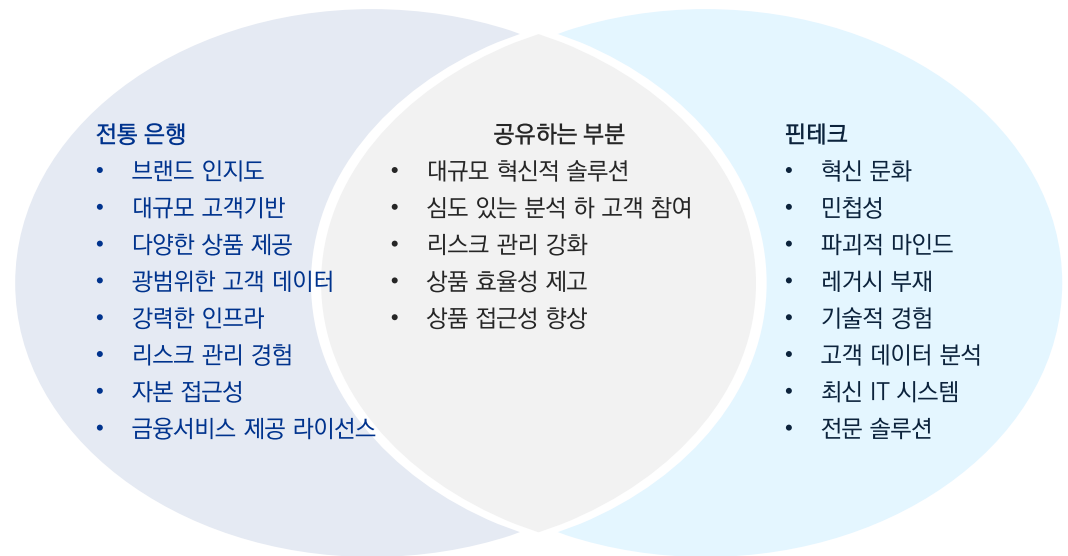 전통 은행
• 브랜드 인지도
• 대규모 고객기반
• 다양한 상품 제공
• 광범위한 고객 데이터
• 강력한 인프라
• 리스크 관리 경험
• 자본 접근성
• 금융서비스 제공 라이선스
공유하는 부분
• 대규모 혁신적 솔루션
• 심도 있는 분석 하 고객 참여
• 리스크 관리 강화
• 상품 효율성 제고
• 상품 접근성 향상
핀테크
• 혁신 문화
• 민첩성
• 파괴적 마인드
• 레거시 부재
• 기술적 경험
• 고객 데이터 분석
• 최신 IT 시스템
• 전문 솔루션